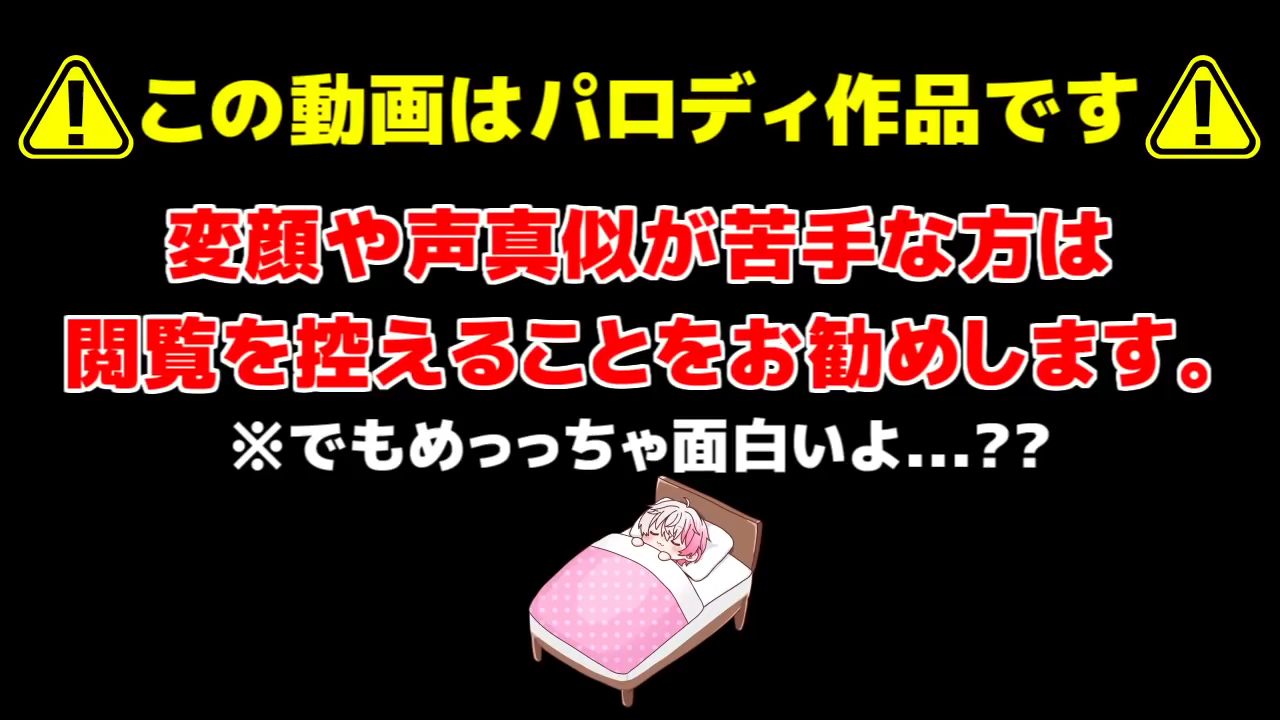 この動画はパロディ作品です
変顔や声真似が苦手な方は
閲覧を控えることをお勧めします。
※でもめっっちゃ面白いよ...??